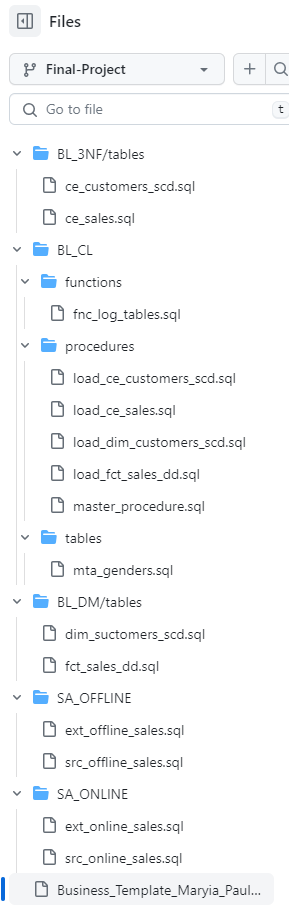 Files
Final-Project
Go to file t
BL_3NF/tables
ce_customers_scd.sql
ce_sales.sql
BL_CL
functions
fnc_log_tables.sql
procedures
load_ce_customers_scd.sql
load_ce_sales.sql
load_dim_customers_scd.sql
load_fct_sales_dd.sql
master_procedure.sql
tables
mta_genders.sql
BL_DM/tables
dim_suctomers_scd.sql
fct_sales_dd.sql
SA_OFFLINE
ext_offline_sales.sql
src_offline_sales.sql
SA_ONLINE
ext_online_sales.sql
src_online_sales.sql
Business_Template_Maryia_Paul...